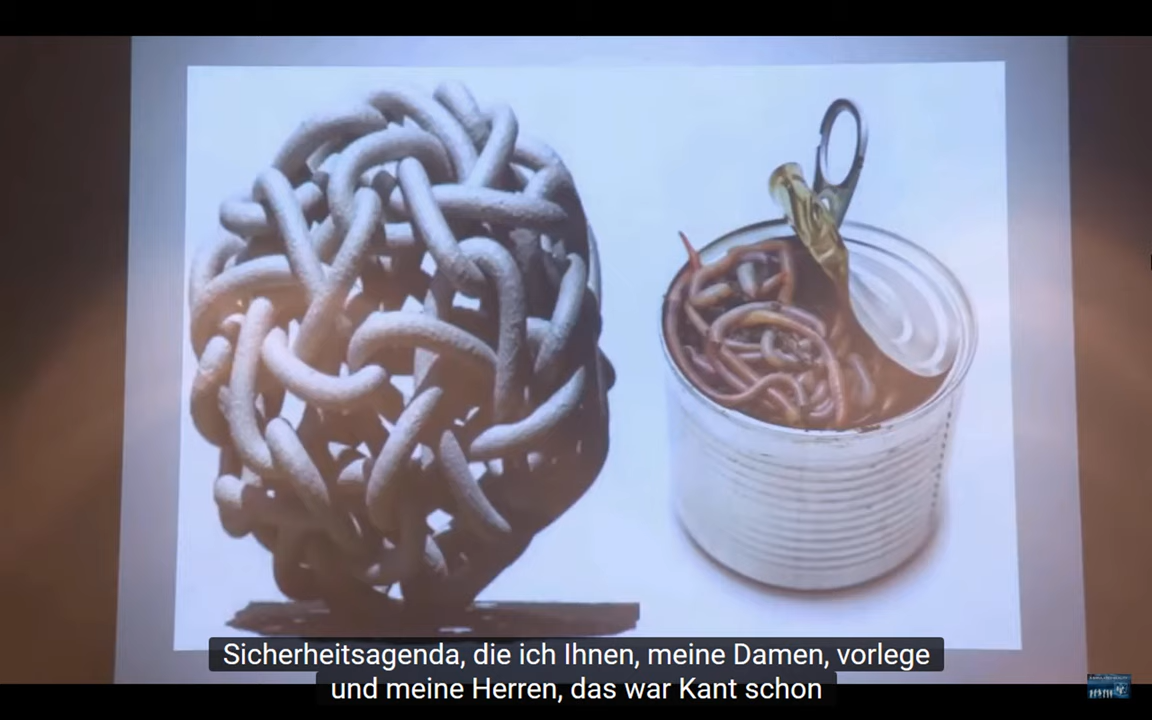 Sicherheitsagenda, die ich Ihnen, meine Damen, vorlege
und meine Herren, das war Kant schon